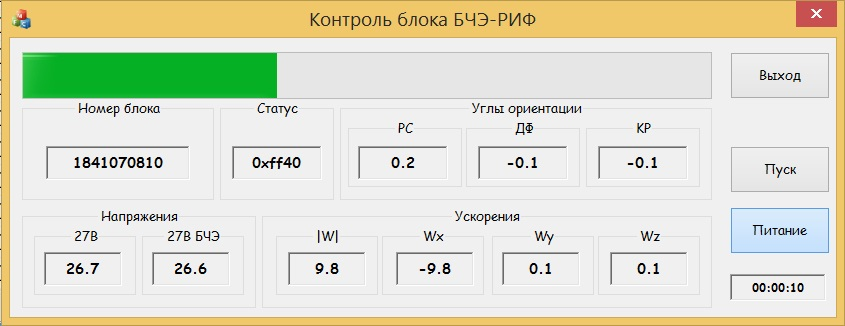 Контроль блока БЧЭ-РИФ
Выход
Номер блока
Статус
Углы ориентации
РС
ДФ
КР
1841070810
0xff40
0.2
-0.1
-0.1
Пуск
Напряжения
Ускорения
Питание
27В
27В БЧЭ
|W|
Wx
Wy
Wz
26.7
26.6
9.8
-9.8
0.1
0.1
00:00:10